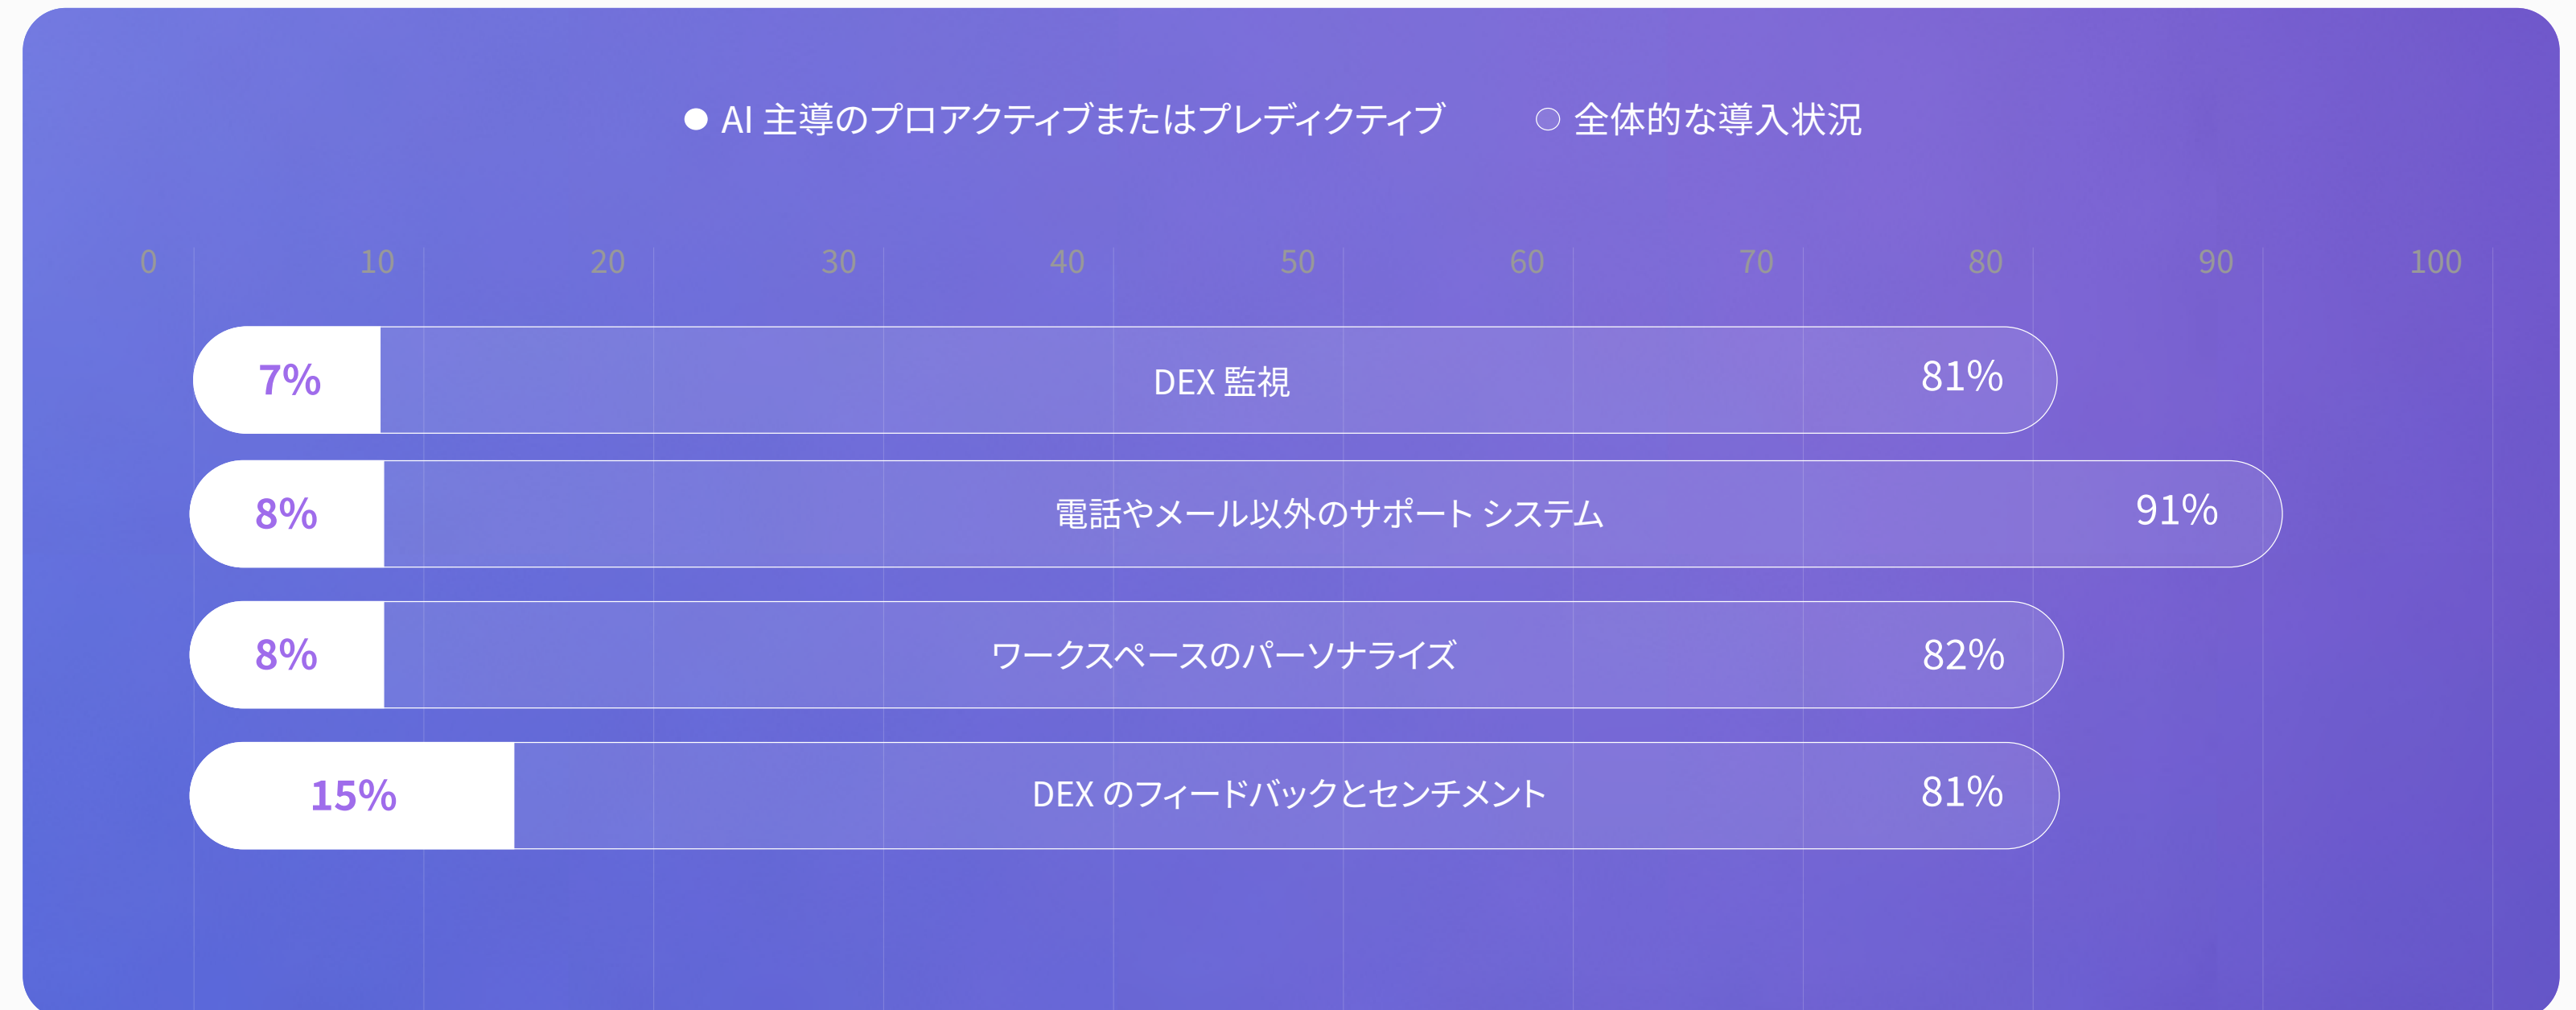 AI 主導のプロアクティブまたはプレディクティブ 全体的な導入状況
0 10 20 30 40 50 60 70 80 90 100
7% DEX 監視 81%
8% 電話やメール以外のサポート システム 91%
8% ワークスペースのパーソナライズ 82%
15% DEX のフィードバックとセンチメント 81%